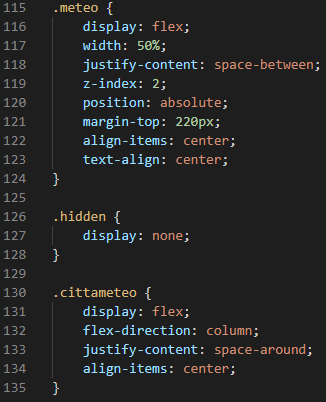 115 .meteo {
116     display: flex;
117     width: 50%;
118     justify-content: space-between;
119     z-index: 2;
120     position: absolute;
121     margin-top: 220px;
122     align-items: center;
123     text-align: center;
124 }
125
126 .hidden {
127     display: none;
128 }
129
130 .cittameteo {
131     display: flex;
132     flex-direction: column;
133     justify-content: space-around;
134     align-items: center;
135 }